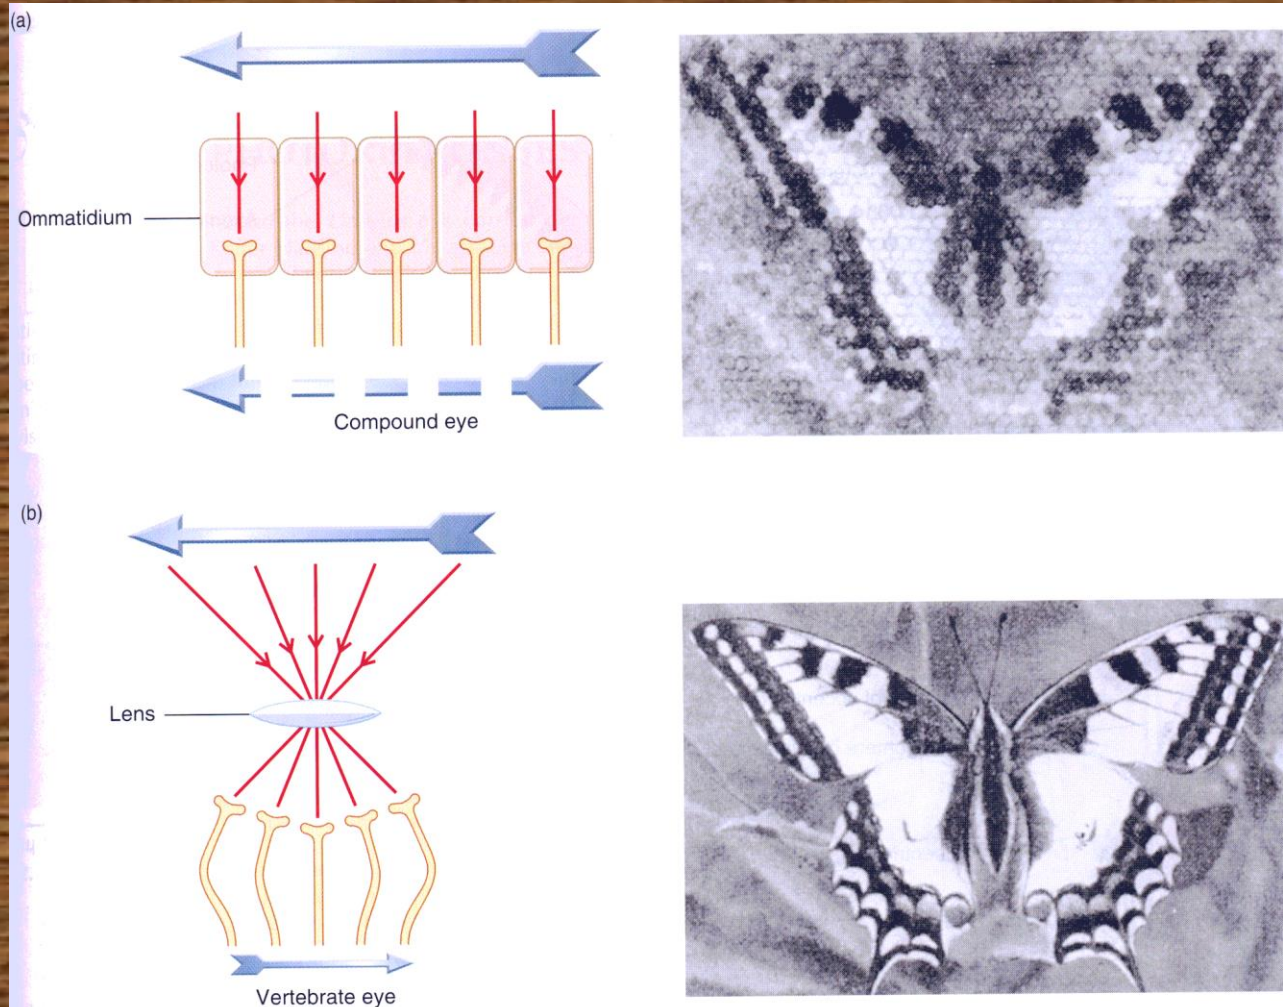 (a)
Ommatidium
Compound eye
(b)
Lens
Vertebrate eye